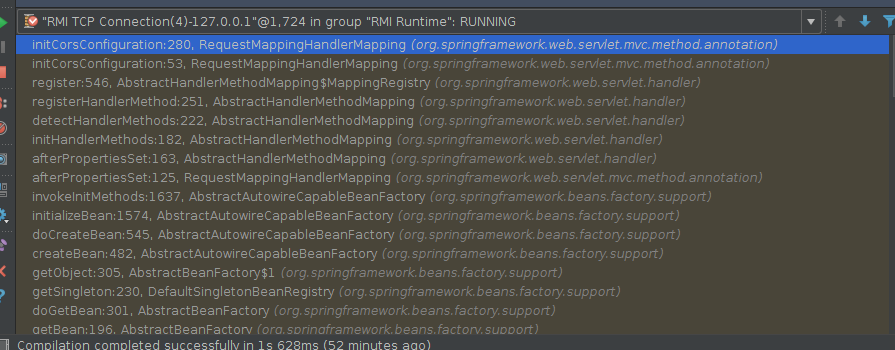 "RMI TCP Connection(4)-127.0.0.1"@1,724 in group "RMI Runtime": RUNNING
initCorsConfiguration:280, RequestMappingHandlerMapping (org.springframework.web.servlet.mvc.method.annotation)
initCorsConfiguration:53, RequestMappingHandlerMapping (org.springframework.web.servlet.mvc.method.annotation)
register:546, AbstractHandlerMethodMapping$MappingRegistry (org.springframework.web.servlet.handler)
registerHandlerMethod:251, AbstractHandlerMethodMapping (org.springframework.web.servlet.handler)
detectHandlerMethods:222, AbstractHandlerMethodMapping (org.springframework.web.servlet.handler)
initHandlerMethods:182, AbstractHandlerMethodMapping (org.springframework.web.servlet.handler)
afterPropertiesSet:163, AbstractHandlerMethodMapping (org.springframework.web.servlet.handler)
afterPropertiesSet:125, RequestMappingHandlerMapping (org.springframework.web.servlet.mvc.method.annotation)
invokeInitMethods:1637, AbstractAutowireCapableBeanFactory (org.springframework.beans.factory.support)
initializeBean:1574, AbstractAutowireCapableBeanFactory (org.springframework.beans.factory.support)
doCreateBean:545, AbstractAutowireCapableBeanFactory (org.springframework.beans.factory.support)
createBean:482, AbstractAutowireCapableBeanFactory (org.springframework.beans.factory.support)
getObject:305, AbstractBeanFactory$1 (org.springframework.beans.factory.support)
getSingleton:230, DefaultSingletonBeanRegistry (org.springframework.beans.factory.support)
doGetBean:301, AbstractBeanFactory (org.springframework.beans.factory.support)
getBean:196, AbstractBeanFactory (org.springframework.beans.factory.support)
Compilation completed successfully in 1s 628ms (52 minutes ago)